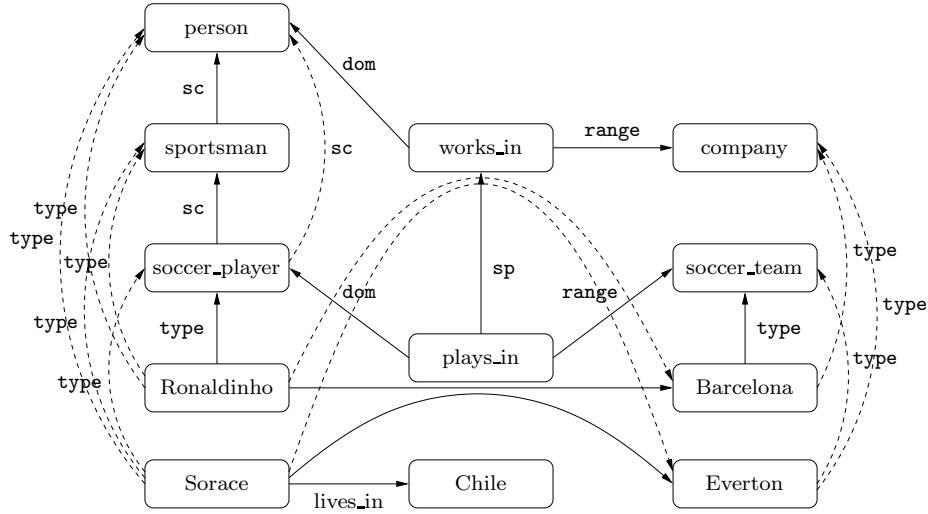 person
dom
sc
sportsman
sc
works_in
range
company
type
type
sc
type
soccer_player
dom
sp
range
soccer_team
type
type
type
plays_in
type
type
type
type
Ronaldinho
Barcelona
Sorace
lives_in
Chile
Everton